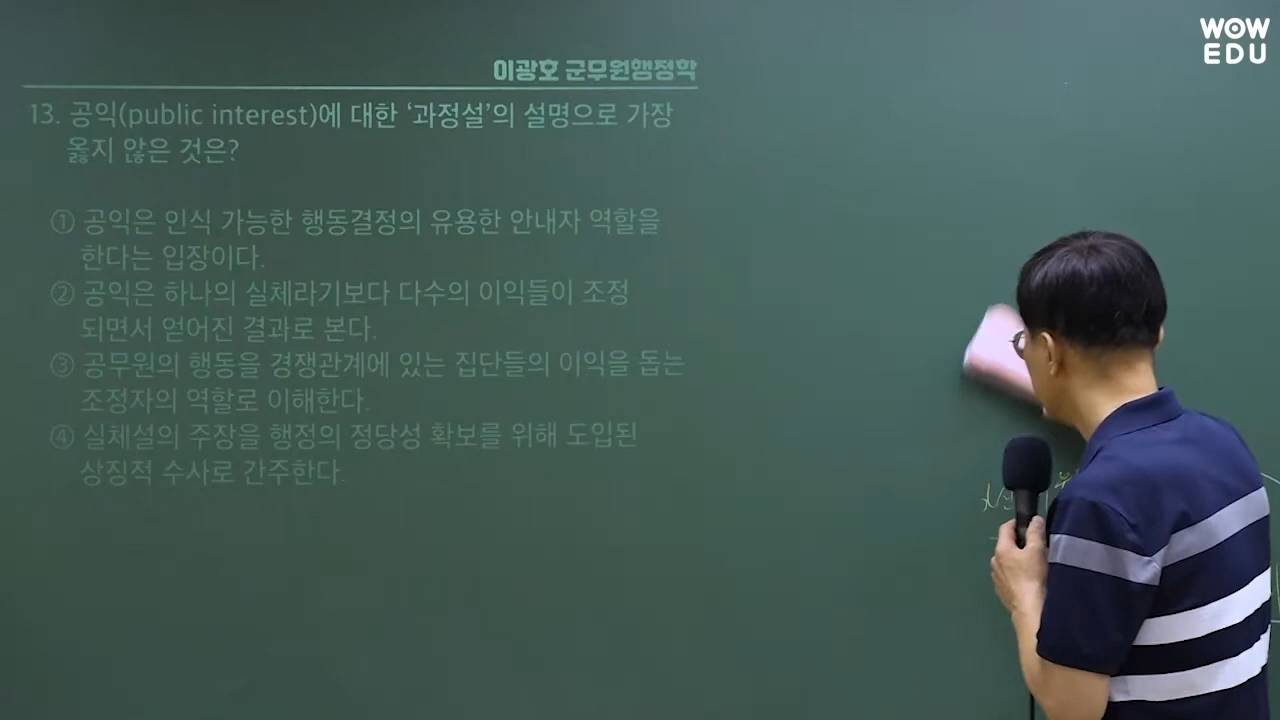 WOW
EDU
이광호 군무원행정학
13. 공익(public interest)에 대한 ‘과정설’의 설명으로 가장
옳지 않은 것은?
① 공익은 인식 가능한 행동결정의 유용한 안내자 역할을
한다는 입장이다.
② 공익은 하나의 실체라기보다 다수의 이익들이 조정
되면서 얻어진 결과로 본다.
③ 공무원의 행동을 경쟁관계에 있는 집단들의 이익을 돕는
조정자의 역할로 이해한다.
④ 실체설의 주장을 행정의 정당성 확보를 위해 도입된
상징적 수사로 간주한다.